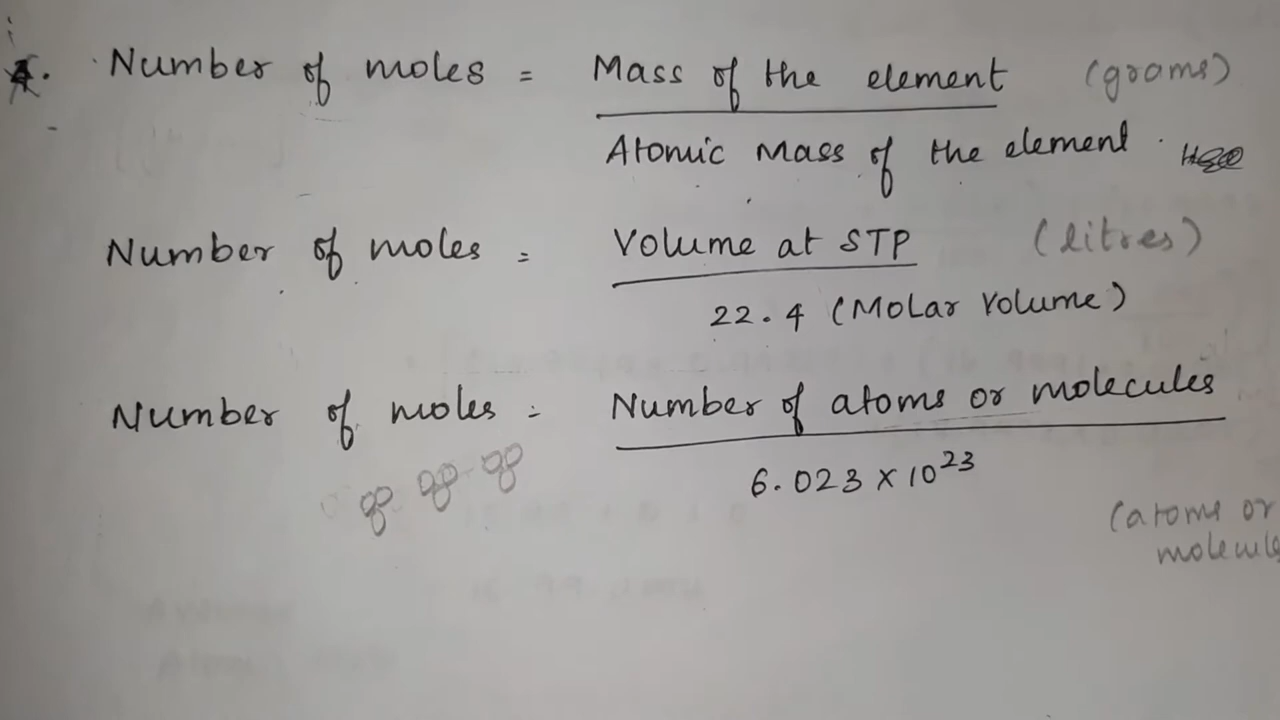 Number of moles = Mass of the element (grams)
Atomic Mass of the element.
Number of moles = Volume at STP (litres)
22.4 (Molar Volume)
Number of moles = Number of atoms or molecules
6.023 x 10^23
(atoms or